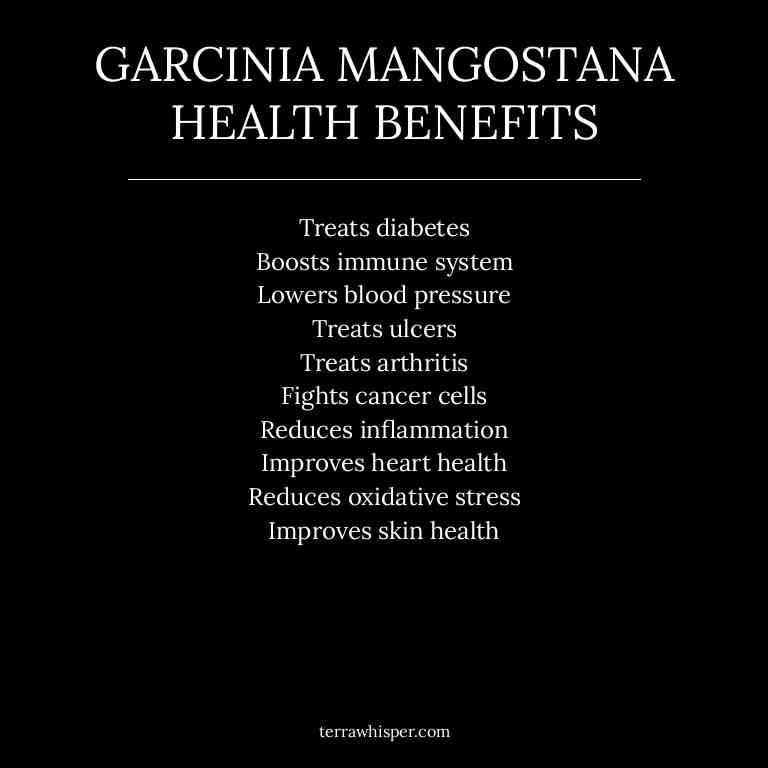 GARCINIA MANGOSTANA
HEALTH BENEFITS
Treats diabetes
Boosts immune system
Lowers blood pressure
Treats ulcers
Treats arthritis
Fights cancer cells
Reduces inflammation
Improves heart health
Reduces oxidative stress
Improves skin health
terrawhisper.com